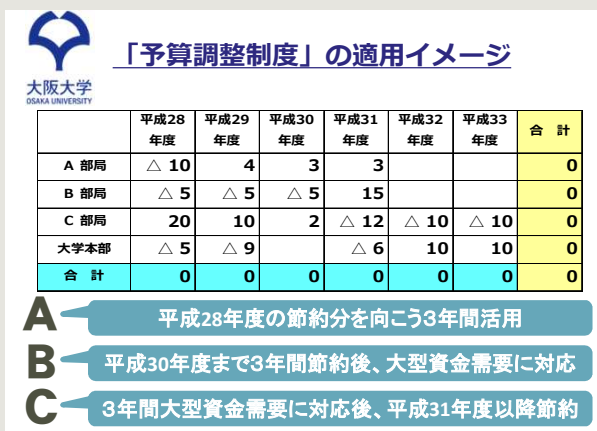 「予算調整制度」の適用イメージ
大阪大学
OSAKA UNIVERSITY
平成28年度 平成29年度 平成30年度 平成31年度 平成32年度 平成33年度 合 計
A 部局 △ 10 4 3 3 0
B 部局 △ 5 △ 5 △ 5 15 0
C 部局 20 10 2 △ 12 △ 10 △ 10 0
大学本部 △ 5 △ 9 △ 6 10 10 0
合 計 0 0 0 0 0 0 0
A 平成28年度の節約分を向こう3年間活用
B 平成30年度まで3年間節約後、大型資金需要に対応
C 3年間大型資金需要に対応後、平成31年度以降節約